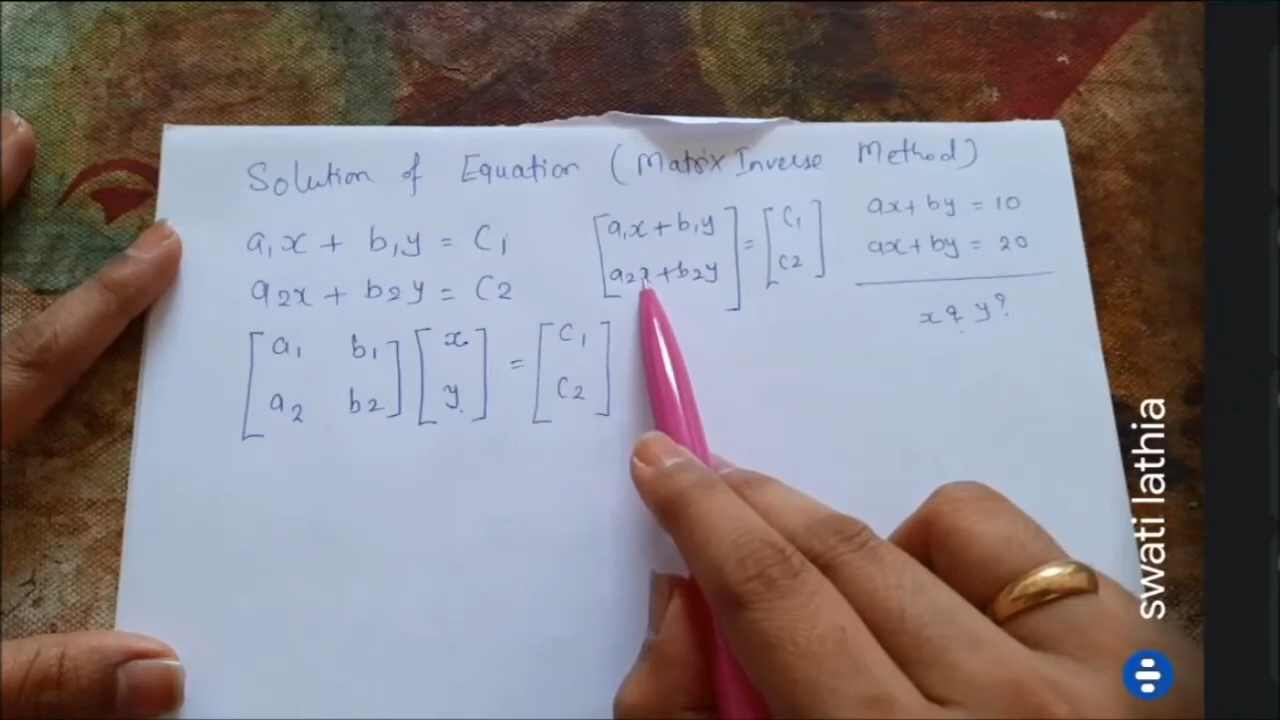 Solution of Equation (Matrix Inverse Method)
a₁x + b₁y = C₁
a₂x + b₂y = C₂
[a₁x + b₁y] = [C₁]
[a₂x + b₂y] [C₂]
ax + by = 10
ax + by = 20
x & y?
[a₁ b₁] [x] = [C₁]
[a₂ b₂] [y] [C₂]
swati lathia